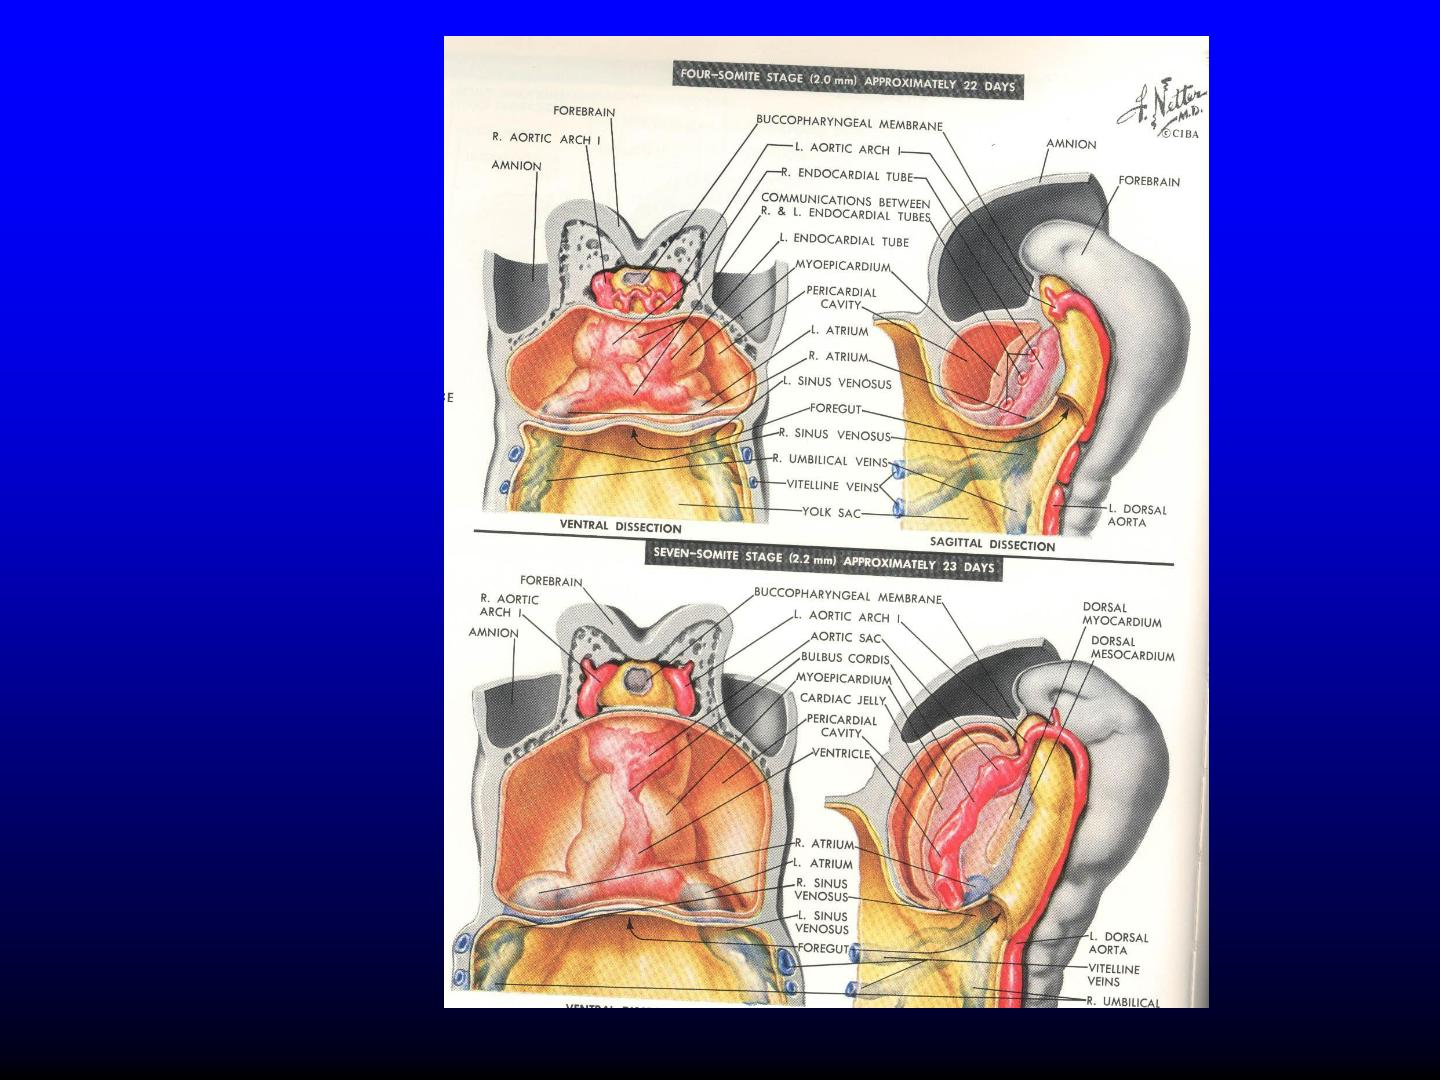 FOUR-SOMITE STAGE (2.0 mm) APPROXIMATELY 22 DAYS
F. Netter
M.D.
©CIBA
FOREBRAIN
R. AORTIC ARCH I
AMNION
BUCCOPHARYNGEAL MEMBRANE
L. AORTIC ARCH I
R. ENDOCARDIAL TUBE
COMMUNICATIONS BETWEEN
R. & L. ENDOCARDIAL TUBES
L. ENDOCARDIAL TUBE
MYOEPICARDIUM
PERICARDIAL
CAVITY
L. ATRIUM
R. ATRIUM
L. SINUS VENOSUS
FOREGUT
R. SINUS VENOSUS
R. UMBILICAL VEINS
VITELLINE VEINS
YOLK SAC
AMNION
FOREBRAIN
L. DORSAL
AORTA
VENTRAL DISSECTION
SAGITTAL DISSECTION
SEVEN-SOMITE STAGE (2.2 mm) APPROXIMATELY 23 DAYS
FOREBRAIN
R. AORTIC
ARCH I
AMNION
BUCCOPHARYNGEAL MEMBRANE
L. AORTIC ARCH I
AORTIC SAC
BULBUS CORDIS
MYOEPICARDIUM
CARDIAC JELLY
PERICARDIAL
CAVITY
VENTRICLE
R. ATRIUM
L. ATRIUM
R. SINUS
VENOSUS
L. SINUS
VENOSUS
FOREGUT
DORSAL
MYOCARDIUM
DORSAL
MESOCARDIUM
L. DORSAL
AORTA
VITELLINE
VEINS
R. UMBILICAL